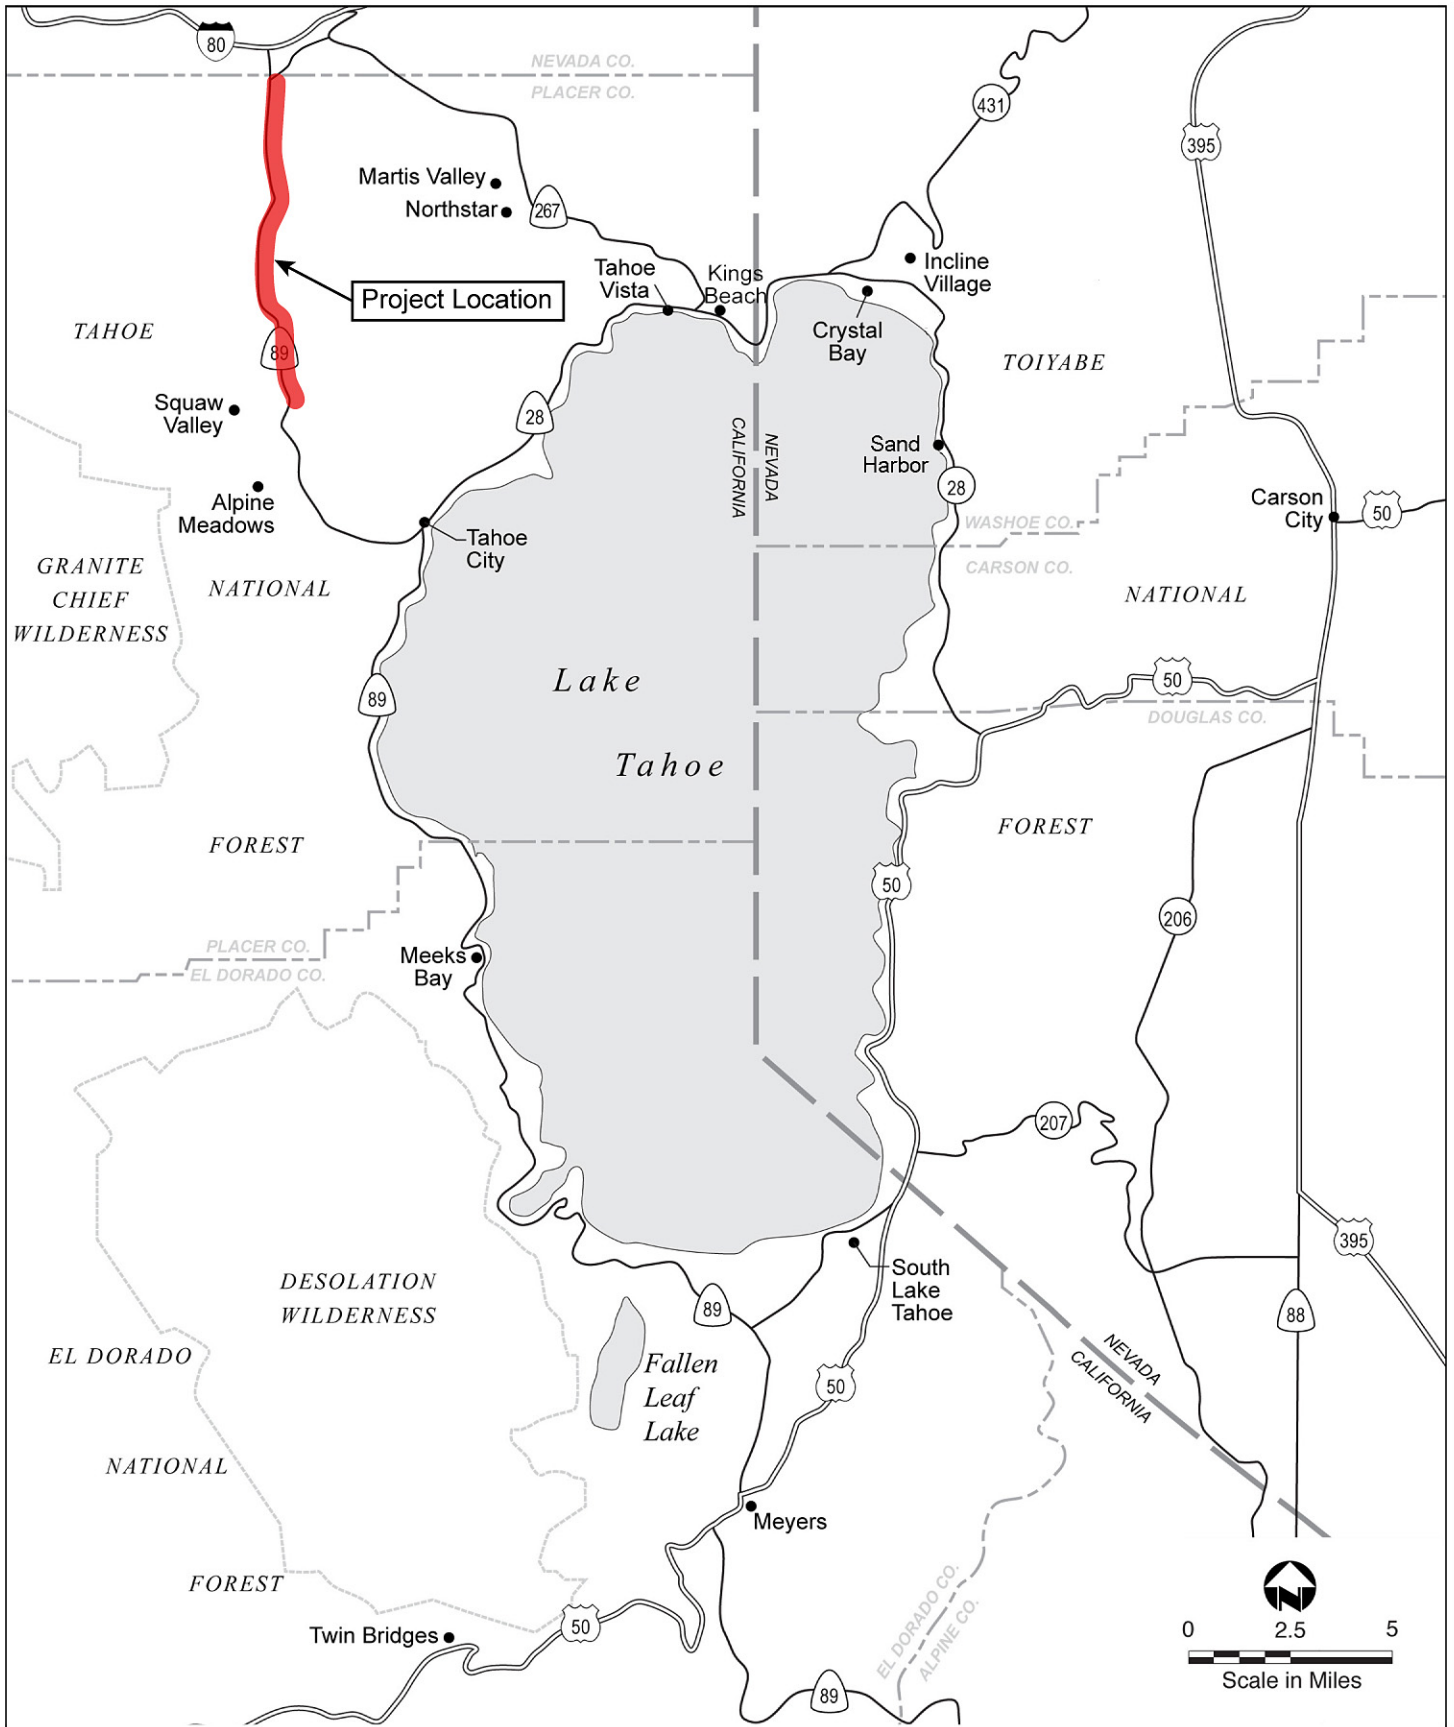 80
NEVADA CO.
PLACER CO.
431
395
Martis Valley
Northstar
267
Tahoe
Vista
Kings
Beach
Incline
Village
Project Location
Crystal
Bay
TAHOE
TOIYABE
89
Squaw
Valley
28
CALIFORNIA
NEVADA
Sand
Harbor
28
Alpine
Meadows
Carson
City
50
Tahoe
City
WASHOE CO.
CARSON CO.
GRANITE
CHIEF
WILDERNESS
NATIONAL
NATIONAL
Lake
Tahoe
89
50
DOUGLAS CO.
FOREST
FOREST
50
206
PLACER CO.
EL DORADO CO.
Meeks
Bay
207
395
DESOLATION
WILDERNESS
South
Lake
Tahoe
89
88
EL DORADO
Fallen
Leaf
Lake
50
NEVADA
CALIFORNIA
NATIONAL
Meyers
FOREST
EL DORADO CO.
ALPINE CO.
Twin Bridges
50
89
N
0 2.5 5
Scale in Miles